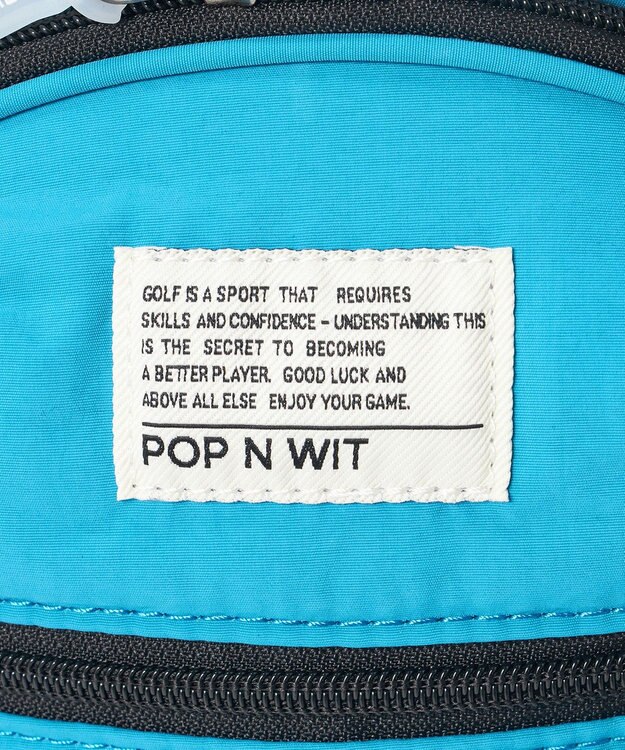 GOLF IS A SPORT THAT REQUIRES
SKILLS AND CONFIDENCE – UNDERSTANDING THIS
IS THE SECRET TO BECOMING
A BETTER PLAYER. GOOD LUCK AND
ABOVE ALL ELSE ENJOY YOUR GAME.
POP N WIT